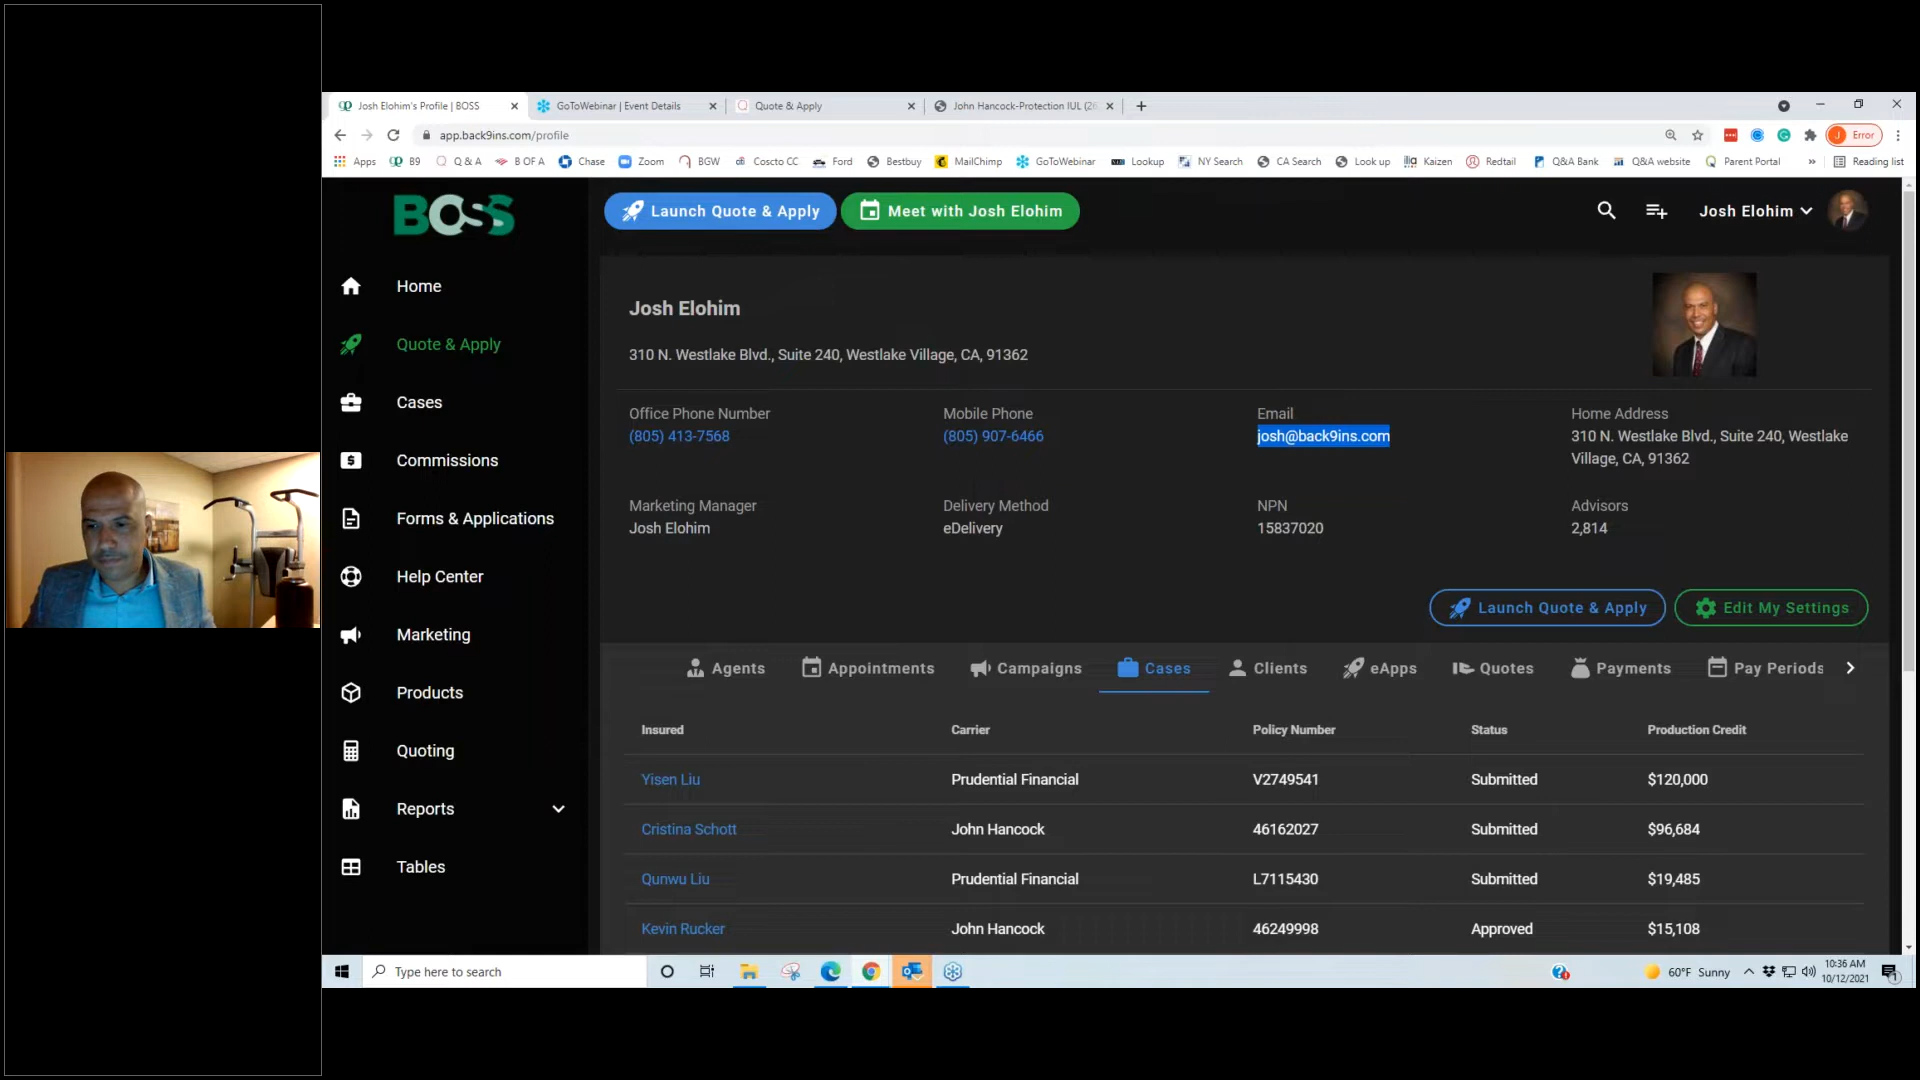 Josh Elohim's Profile | BOSS
GoToWebinar | Event Details
Quote & Apply
John Hancock-Protection IUL (26
app.back9ins.com/profile
J Error
Apps
B9
Q & A
B OF A
Chase
Zoom
BGW
Coscto CC
Ford
Bestbuy
MailChimp
GoToWebinar
Lookup
NY Search
CA Search
Look up
Kaizen
Redtail
Q&A Bank
Q&A website
Parent Portal
»
Reading list
BOSS
Launch Quote & Apply
Meet with Josh Elohim
Josh Elohim
Home
Quote & Apply
Cases
Commissions
Forms & Applications
Help Center
Marketing
Products
Quoting
Reports
Tables
Josh Elohim
310 N. Westlake Blvd., Suite 240, Westlake Village, CA, 91362
Office Phone Number
(805) 413-7568
Mobile Phone
(805) 907-6466
Email
josh@back9ins.com
Home Address
310 N. Westlake Blvd., Suite 240, Westlake
Village, CA, 91362
Marketing Manager
Josh Elohim
Delivery Method
eDelivery
NPN
15837020
Advisors
2,814
Launch Quote & Apply
Edit My Settings
Agents
Appointments
Campaigns
Cases
Clients
eApps
Quotes
Payments
Pay Periods
Insured Carrier Policy Number Status Production Credit
Yisen Liu Prudential Financial V2749541 Submitted $120,000
Cristina Schott John Hancock 46162027 Submitted $96,684
Qunwu Liu Prudential Financial L7115430 Submitted $19,485
Kevin Rucker John Hancock 46249998 Approved $15,108
Type here to search
60°F Sunny
10:36 AM
10/12/2021